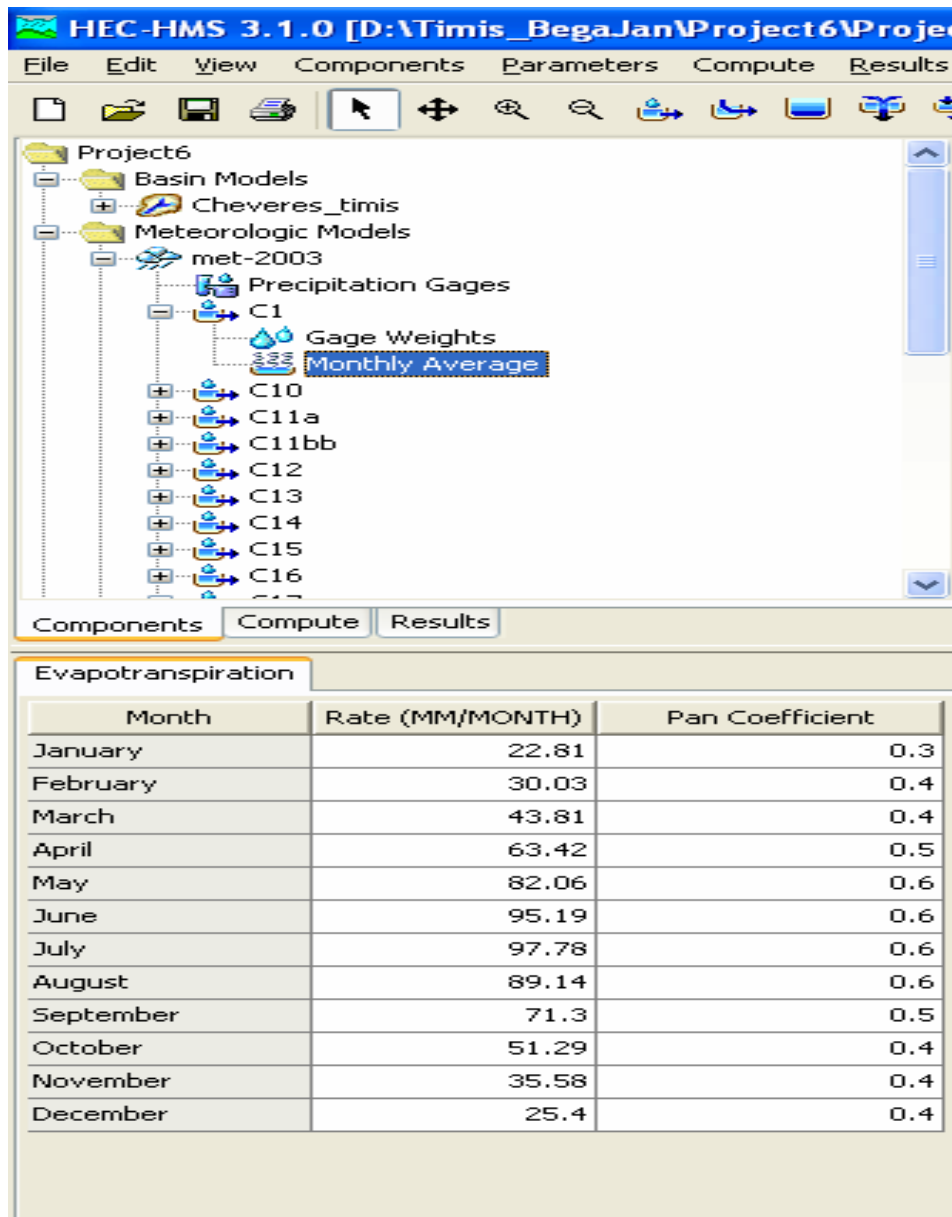 HEC-HMS 3.1.0 [D:\Timis_BegaJan\Project6\Projec
File Edit View Components Parameters Compute Results
Project6
Basin Models
Cheveres_timis
Meteorologic Models
met-2003
Precipitation Gages
C1
Gage Weights
Monthly Average
C10
C11a
C11bb
C12
C13
C14
C15
C16
Components Compute Results
Evapotranspiration
Month Rate (MM/MONTH) Pan Coefficient
January 22.81 0.3
February 30.03 0.4
March 43.81 0.4
April 63.42 0.5
May 82.06 0.6
June 95.19 0.6
July 97.78 0.6
August 89.14 0.6
September 71.3 0.5
October 51.29 0.4
November 35.58 0.4
December 25.4 0.4